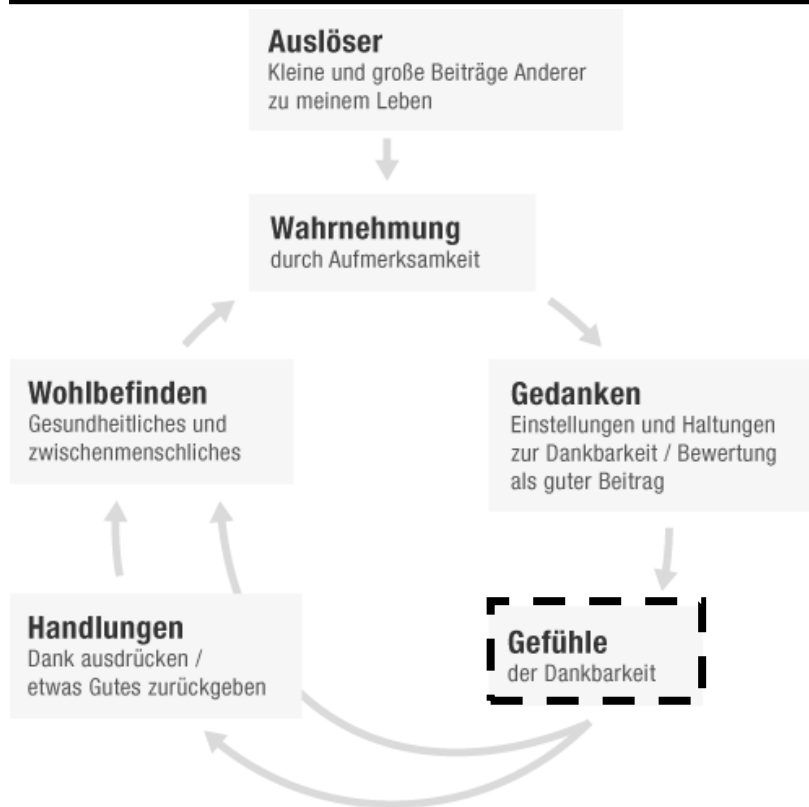 Auslöser
Kleine und große Beiträge Anderer
zu meinem Leben
Wahrnehmung
durch Aufmerksamkeit
Wohlbefinden
Gesundheitliches und
zwischenmenschliches
Gedanken
Einstellungen und Haltungen
zur Dankbarkeit / Bewertung
als guter Beitrag
Handlungen
Dank ausdrücken /
etwas Gutes zurückgeben
Gefühle
der Dankbarkeit